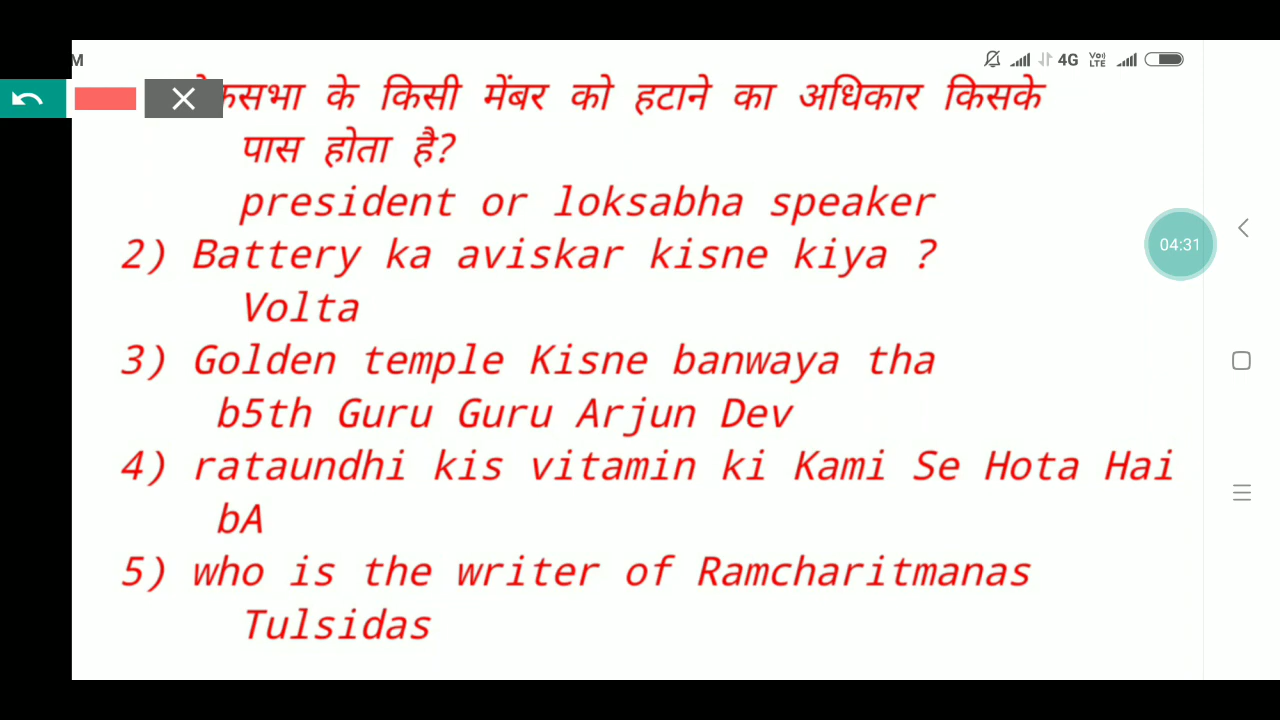 M 4G VoLTE
कसभा के किसी मेंबर को हटाने का अधिकार किसके
पास होता है?
president or loksabha speaker
2) Battery ka aviskar kisne kiya ?
04:31
Volta
3) Golden temple Kisne banwaya tha
b5th Guru Guru Arjun Dev
4) rataundhi kis vitamin ki Kami Se Hota Hai
bA
5) who is the writer of Ramcharitmanas
Tulsidas